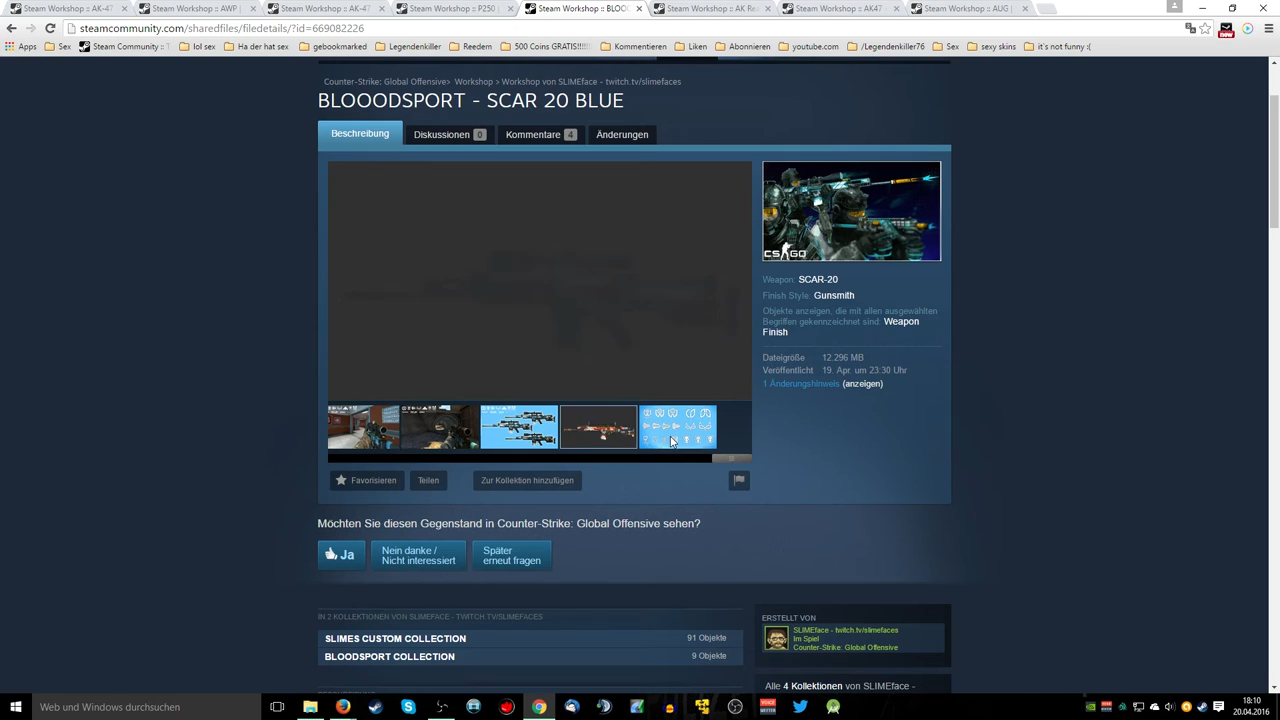 Steam Workshop :: AK-47
Steam Workshop :: AWP |
Steam Workshop :: AK-47
Steam Workshop :: P250 |
Steam Workshop :: BLOO
Steam Workshop :: AK Re
Steam Workshop :: AK47
Steam Workshop :: AUG |
steamcommunity.com/sharedfiles/filedetails/?id=669082226
Apps
Sex
Steam Community ::
lol sex
Ha der hat sex
gebookmarked
Legendenkiller
Reedem
500 Coins GRATIS!!!!!
Kommentieren
Liken
Abonnieren
youtube.com
/Legendenkiller76
Sex
sexy skins
it´s not funny :(
new
Counter-Strike: Global Offensive> Workshop > Workshop von SLIMEface - twitch.tv/slimefaces
BLOOODSPORT - SCAR 20 BLUE
Beschreibung
Diskussionen 0
Kommentare 4
Änderungen
CS GO
Weapon: SCAR-20
Finish Style: Gunsmith
Objekte anzeigen, die mit allen ausgewählten
Begriffen gekennzeichnet sind: Weapon
Finish
Dateigröße 12.296 MB
Veröffentlicht 19. Apr. um 23:30 Uhr
1 Änderungshinweis (anzeigen)
Favorisieren
Teilen
Zur Kollektion hinzufügen
Möchten Sie diesen Gegenstand in Counter-Strike: Global Offensive sehen?
Ja
Nein danke /
Nicht interessiert
Später
erneut fragen
IN 2 KOLLEKTIONEN VON SLIMEFACE - TWITCH.TV/SLIMEFACES
SLIMES CUSTOM COLLECTION 91 Objekte
BLOODSPORT COLLECTION 9 Objekte
ERSTELLT VON
SLIMEface - twitch.tv/slimefaces
Im Spiel
Counter-Strike: Global Offensive
Alle 4 Kollektionen von SLIMEface -
Web und Windows durchsuchen
18:10
20.04.2016